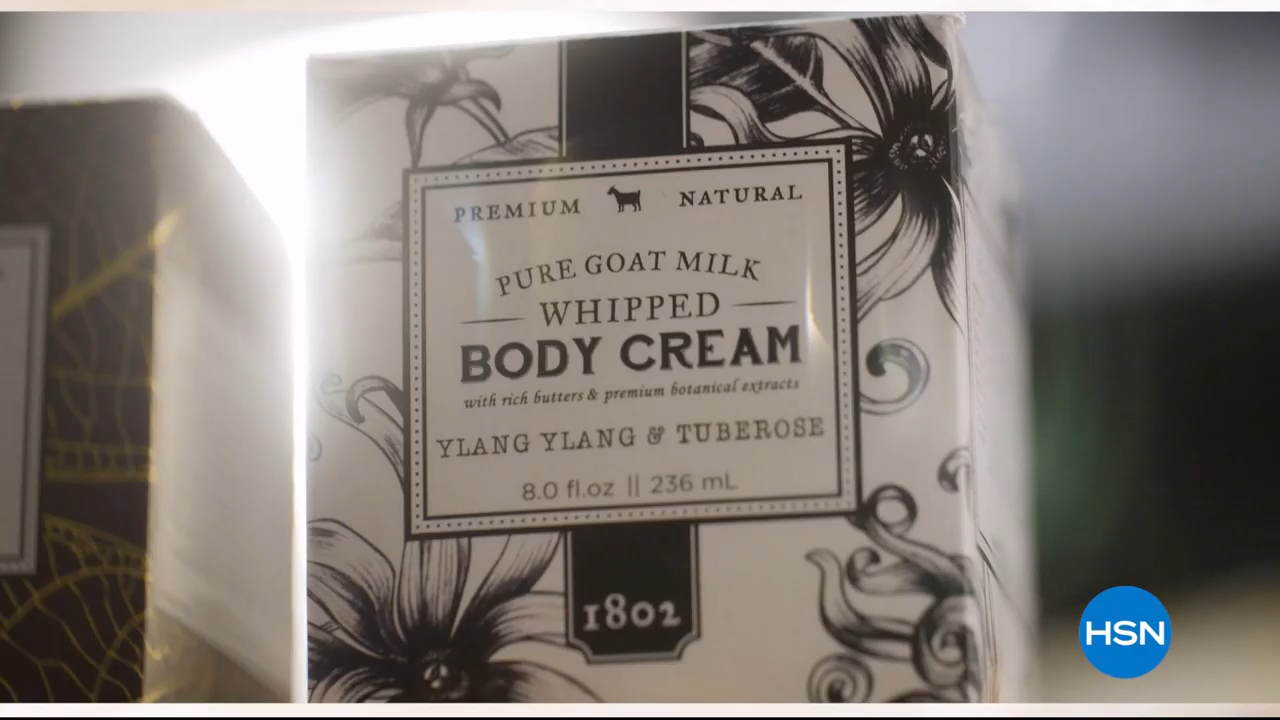 PREMIUM NATURAL
PURE GOAT MILK
WHIPPED
BODY CREAM
with rich butters & premium botanical extracts
YLANG YLANG & TUBEROSE
8.0 fl.oz || 236 mL
1802
HSN